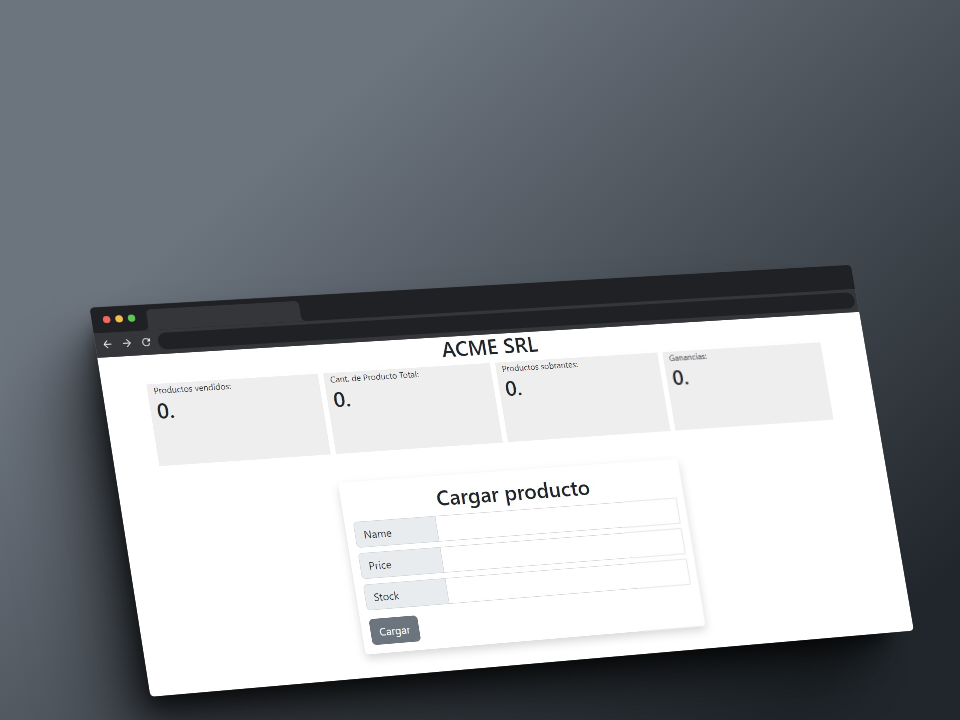 ACME SRL
Productos vendidos:
0.
Cant. de Producto Total:
0.
Productos sobrantes:
0.
Ganancias:
0.
Cargar producto
Name
Price
Stock
Cargar